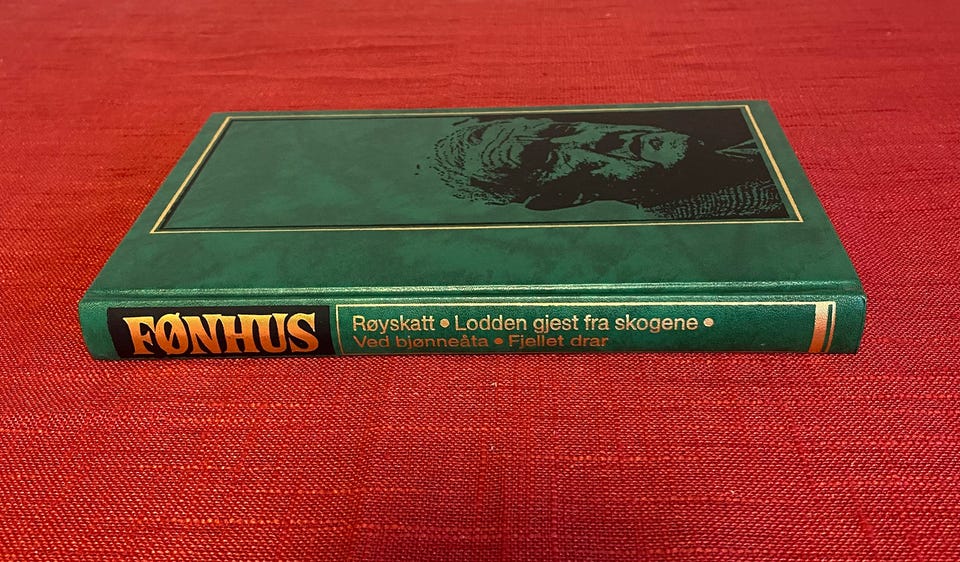 FØNHUS
Røyskatt • Lodden gjest fra skogene •
Ved bjønneåta • Fjellet drar